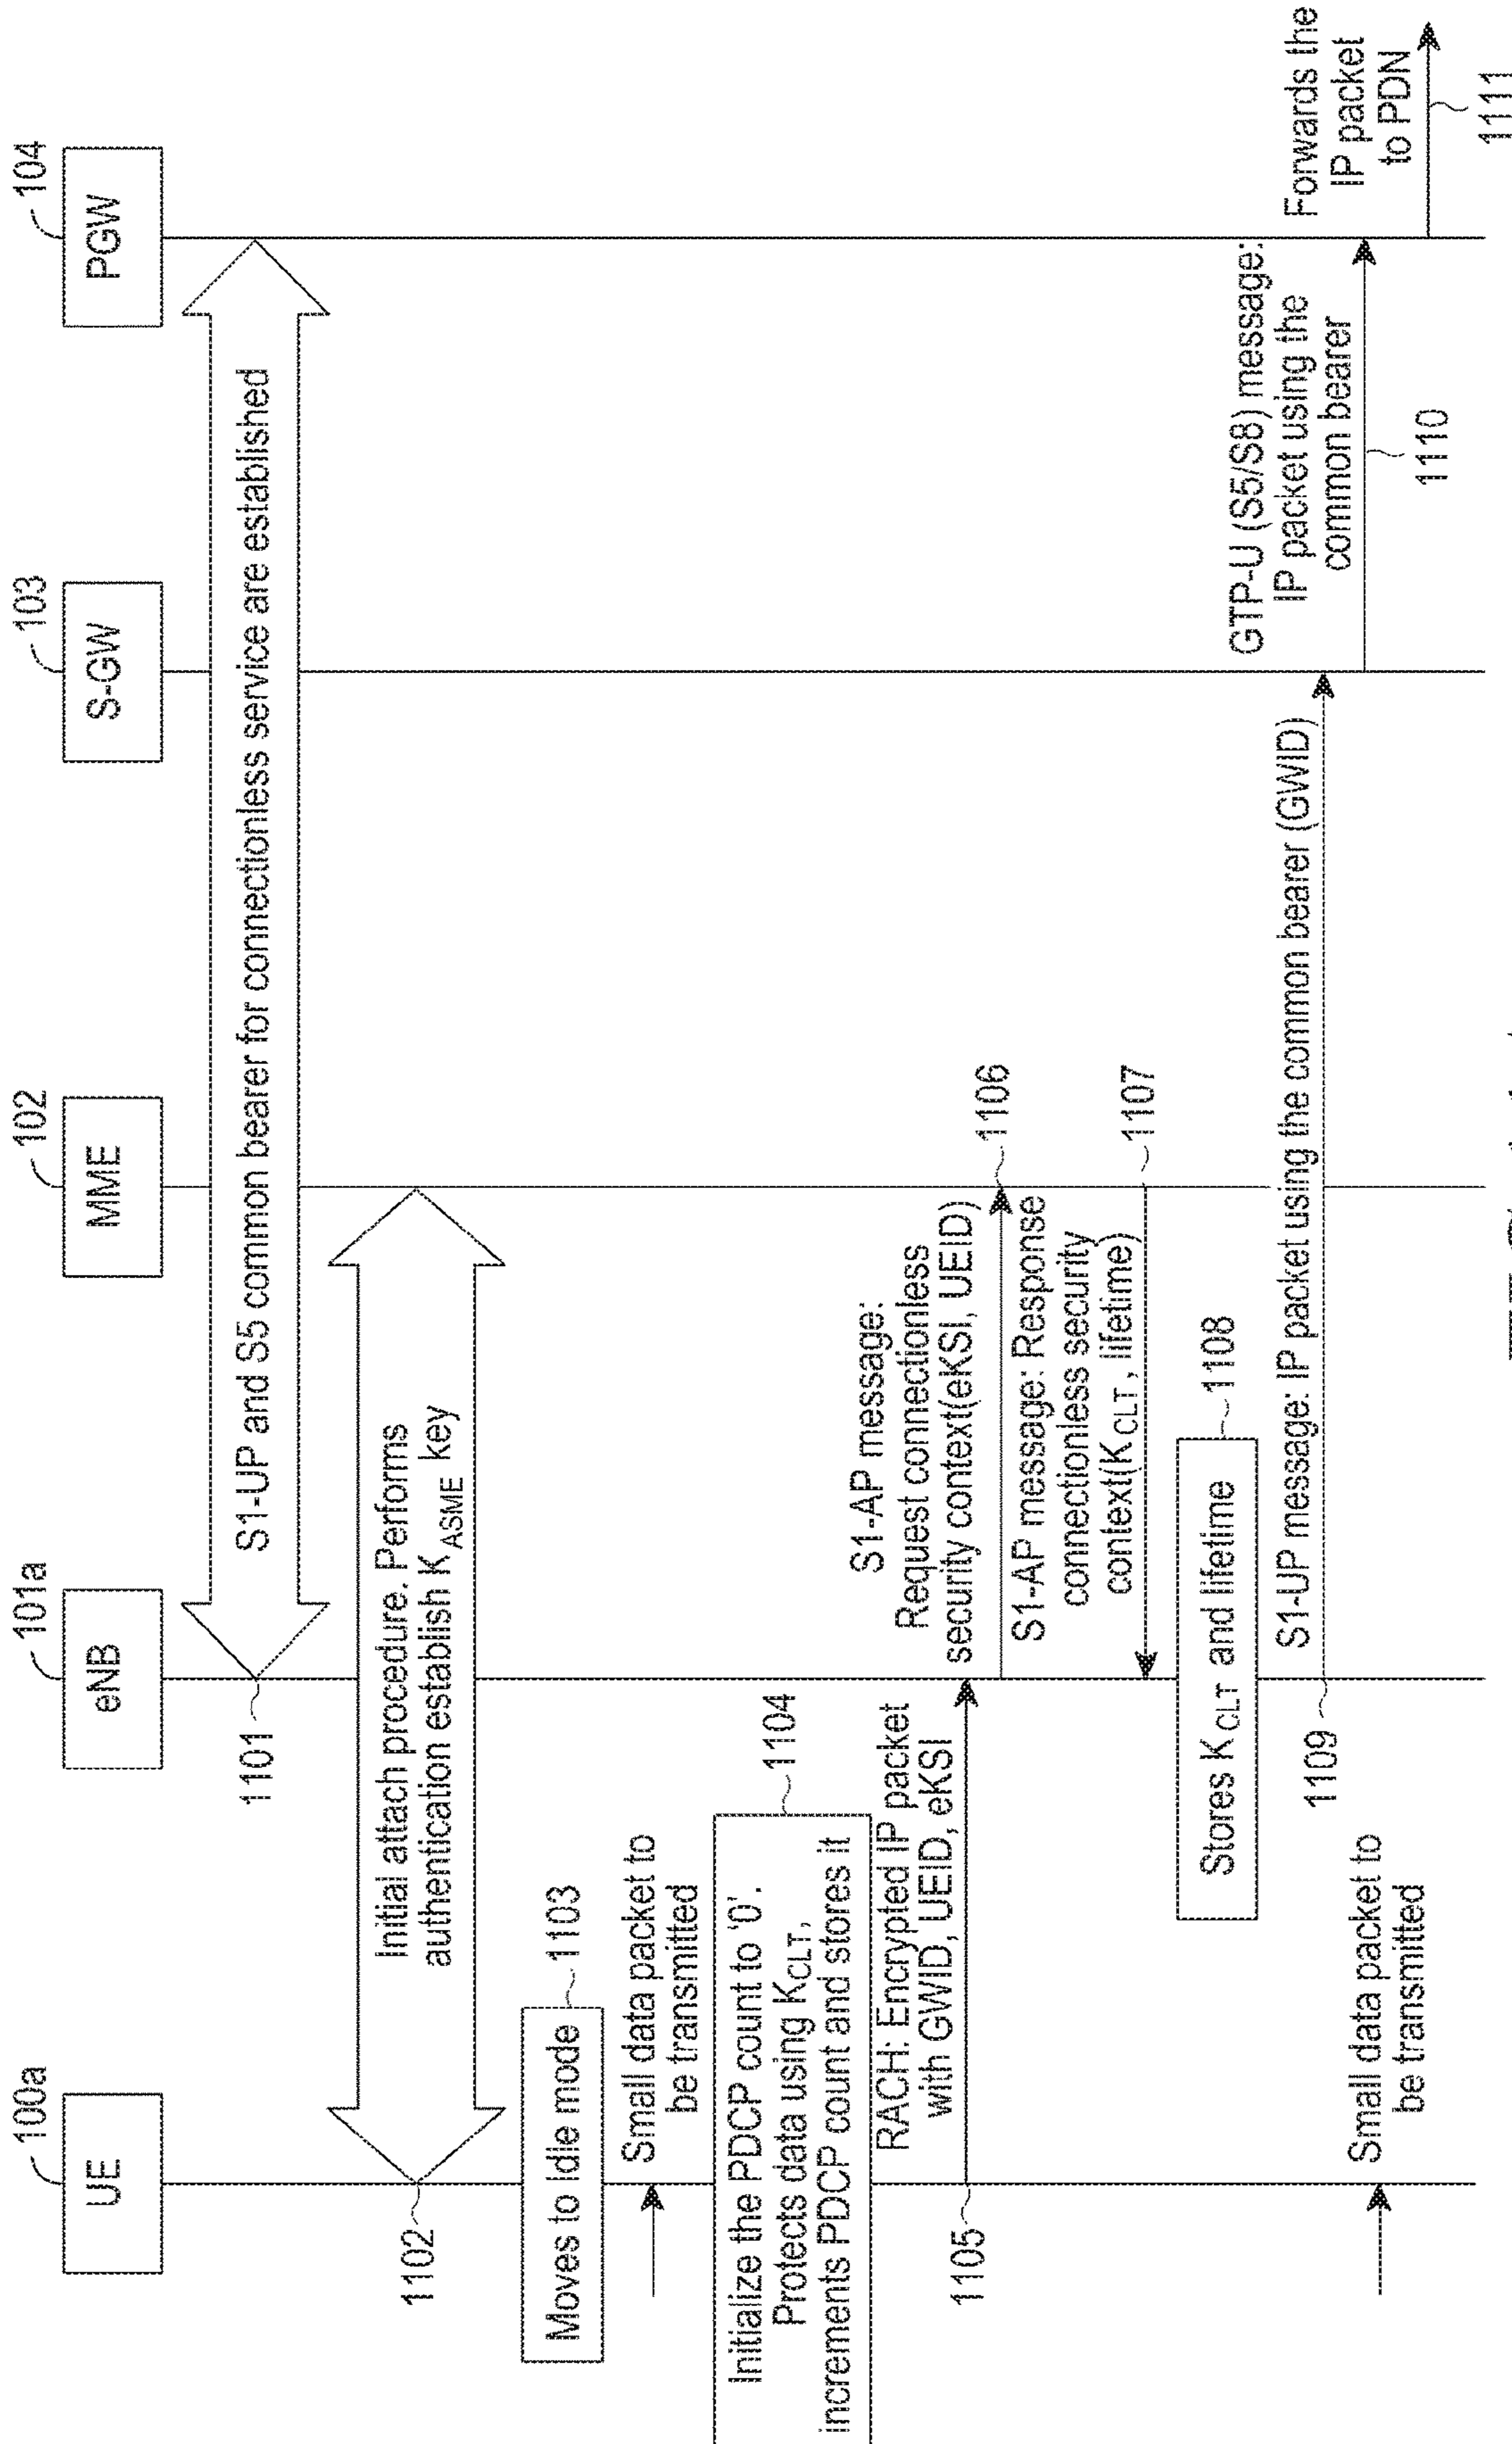 100a
101a
102
103
104
UE
eNB
MME
S-GW
PGW
S1-UP and S5 common bearer for connectionless service are established
1101
Initial attach procedure. Performs
authentication establish K ASME key
1102
Moves to Idle mode
1103
Small data packet to
be transmitted
Initialize the PDCP count to '0'.
Protects data using KCLT,
increments PDCP count and stores it
1104
RACH: Encrypted IP packet
with GWID, UEID, eKSI
1105
S1-AP message:
Request connectionless
security context(eKSI, UEID)
1106
S1-AP message: Response
connectionless security
context(K CLT, lifetime)
1107
Stores K CLT and lifetime
1108
S1-UP message: IP packet using the common bearer (GWID)
1109
GTP-U (S5/S8) message:
IP packet using the
common bearer
1110
Forwards the
IP packet
to PDN
1111
Small data packet to
be transmitted